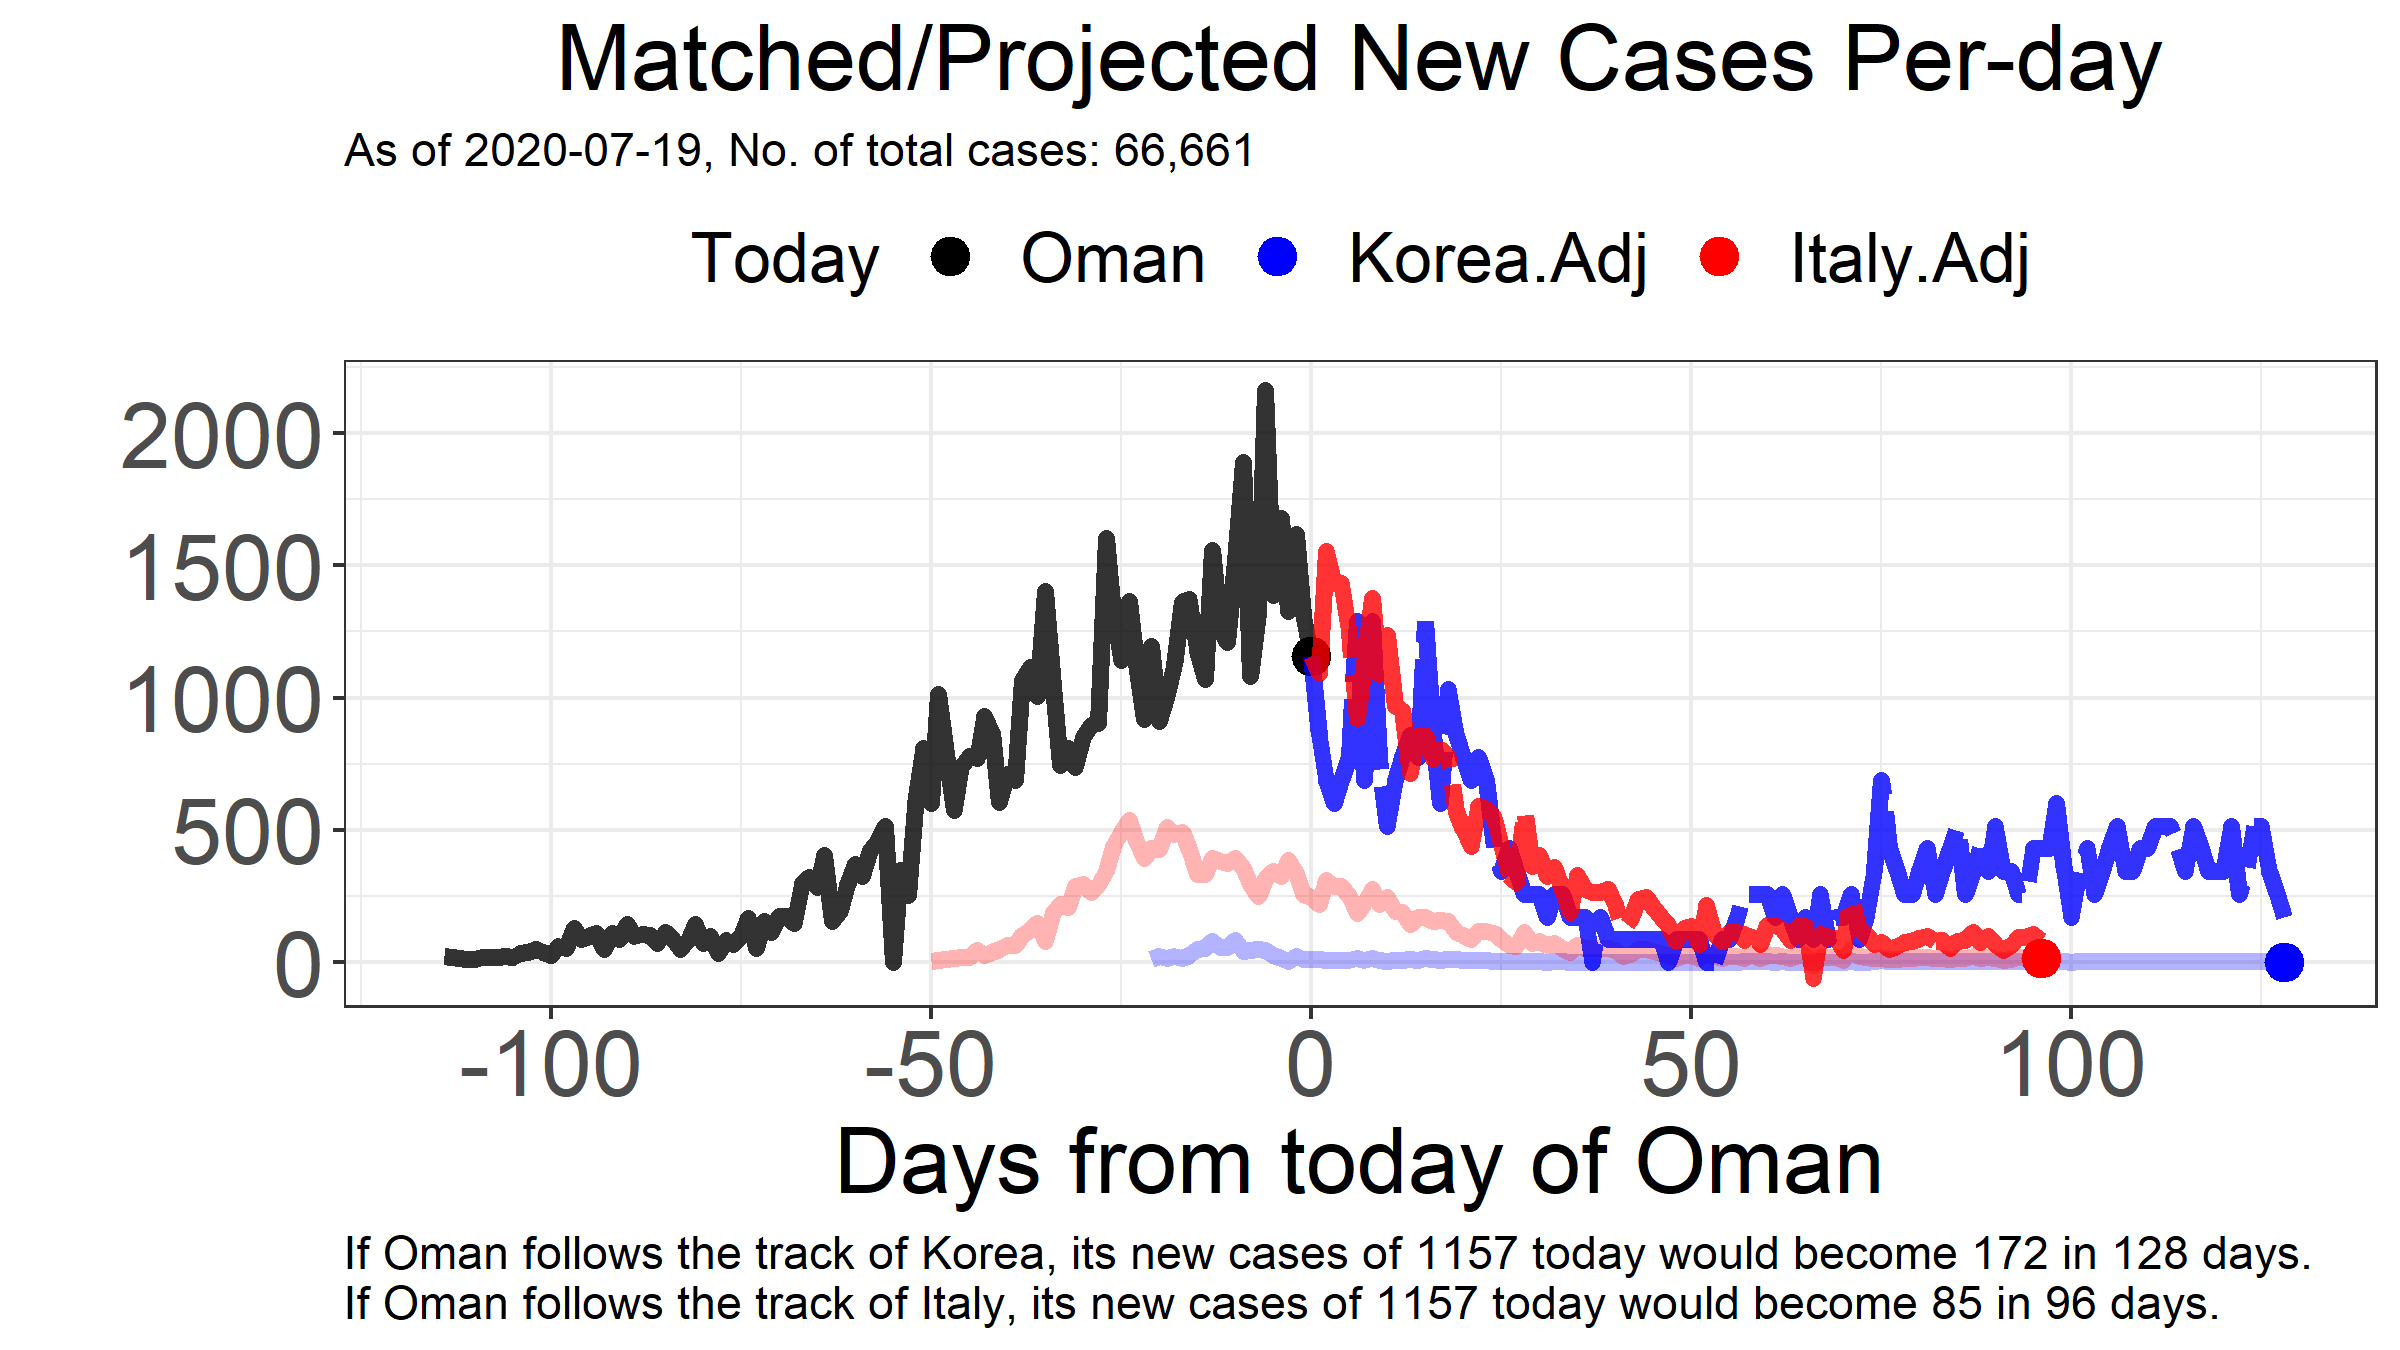 Matched/Projected New Cases Per-day
As of 2020-07-19, No. of total cases: 66,661
Today Oman Korea.Adj Italy.Adj
2000
1500
1000
500
0
-100 -50 0 50 100
Days from today of Oman
If Oman follows the track of Korea, its new cases of 1157 today would become 172 in 128 days.
If Oman follows the track of Italy, its new cases of 1157 today would become 85 in 96 days.